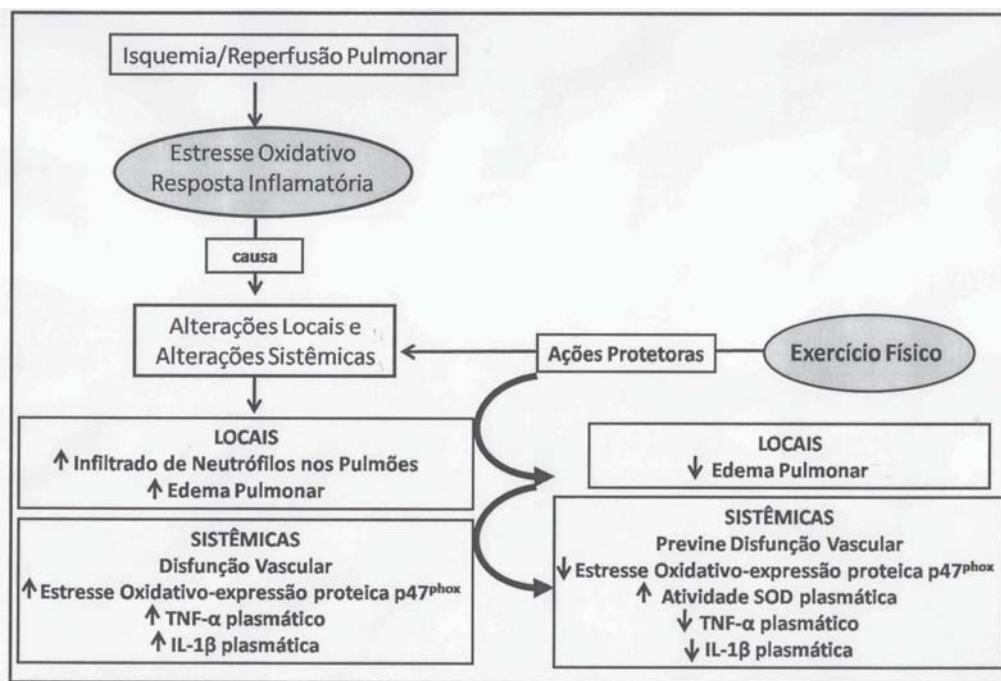 Isquemia/Reperfusão Pulmonar
Estresse Oxidativo
Resposta Inflamatória
causa
Alterações Locais e
Alterações Sistêmicas
Ações Protetoras
Exercício Físico
LOCAIS
↑ Infiltrado de Neutrófilos nos Pulmões
↑ Edema Pulmonar
SISTÊMICAS
Disfunção Vascular
↑ Estresse Oxidativo-expressão proteica p47phox
↑ TNF-α plasmático
↑ IL-1β plasmática
LOCAIS
↓ Edema Pulmonar
SISTÊMICAS
Previne Disfunção Vascular
↓ Estresse Oxidativo-expressão proteica p47phox
↑ Atividade SOD plasmática
↓ TNF-α plasmático
↓ IL-1β plasmática